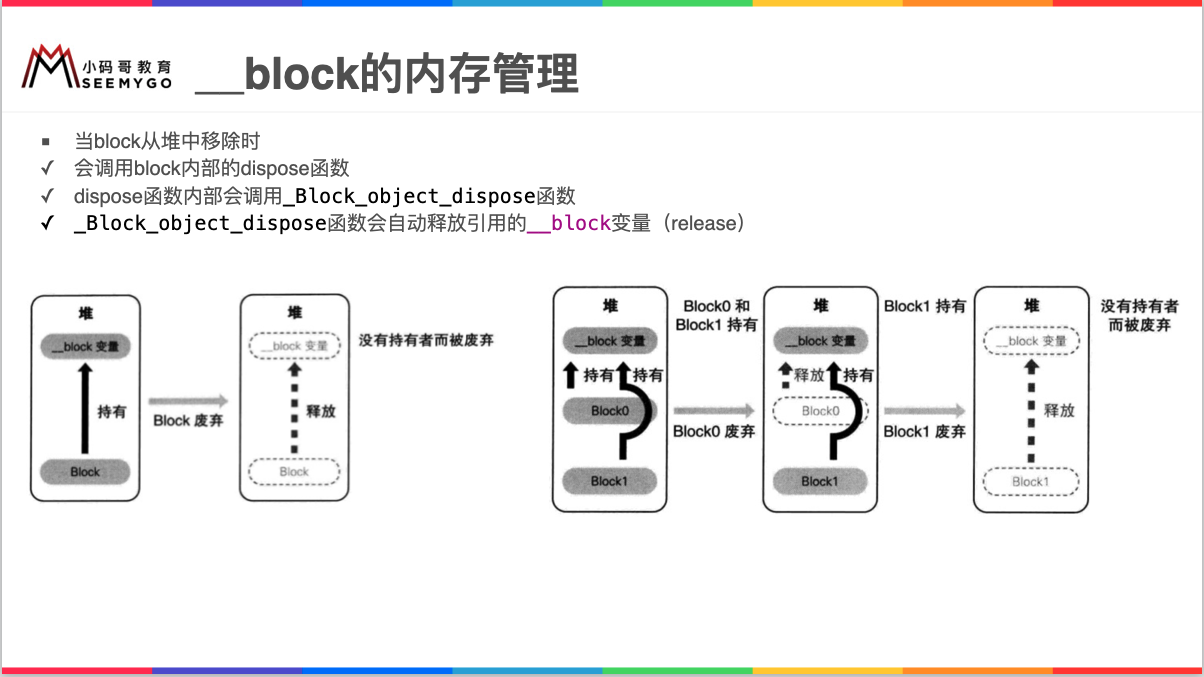 小码哥教育
SEEMYGO
__block的内存管理
当block从堆中移除时
会调用block内部的dispose函数
dispose函数内部会调用_Block_object_dispose函数
_Block_object_dispose函数会自动释放引用的__block变量（release）
堆
__block 变量
持有
Block
Block 废弃
堆
__block 变量
释放
Block
没有持有者而被废弃
堆
__block 变量
持有 持有
Block0
Block1
Block0 和
Block1 持有
Block0 废弃
堆
__block 变量
释放 持有
Block0
Block1
Block1 持有
Block1 废弃
堆
__block 变量
释放
Block1
没有持有者
而被废弃